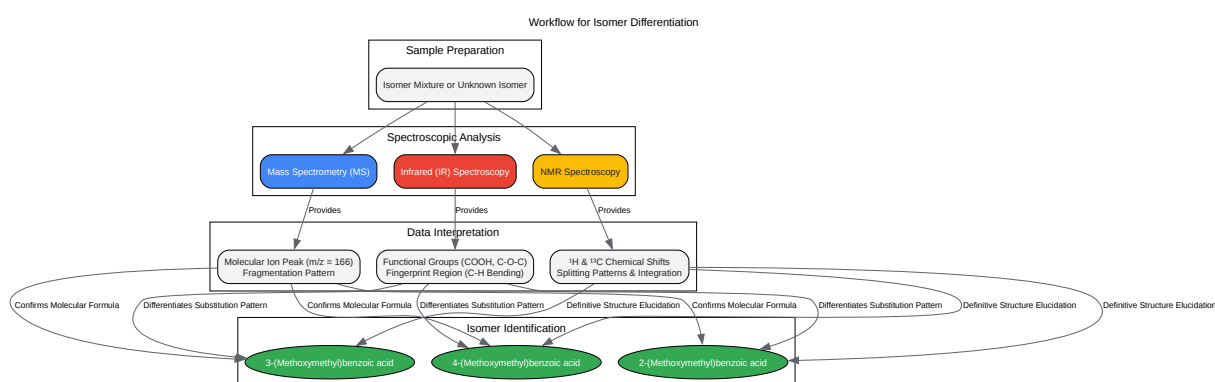 Workflow for Isomer Differentiation
Sample Preparation
Isomer Mixture or Unknown Isomer
Spectroscopic Analysis
Mass Spectrometry (MS)
Infrared (IR) Spectroscopy
NMR Spectroscopy
Provides
Provides
Provides
Data Interpretation
Molecular Ion Peak (m/z = 166)
Fragmentation Pattern
Functional Groups (COOH, C-O-C)
Fingerprint Region (C-H Bending)
¹H & ¹³C Chemical Shifts
Splitting Patterns & Integration
Confirms Molecular Formula
Differentiates Substitution Pattern
Confirms Molecular Formula
Differentiates Substitution Pattern
Definitive Structure Elucidation
Confirms Molecular Formula
Differentiates Substitution Pattern
Definitive Structure Elucidation
Definitive Structure Elucidation
Isomer Identification
3-(Methoxymethyl)benzoic acid
4-(Methoxymethyl)benzoic acid
2-(Methoxymethyl)benzoic acid